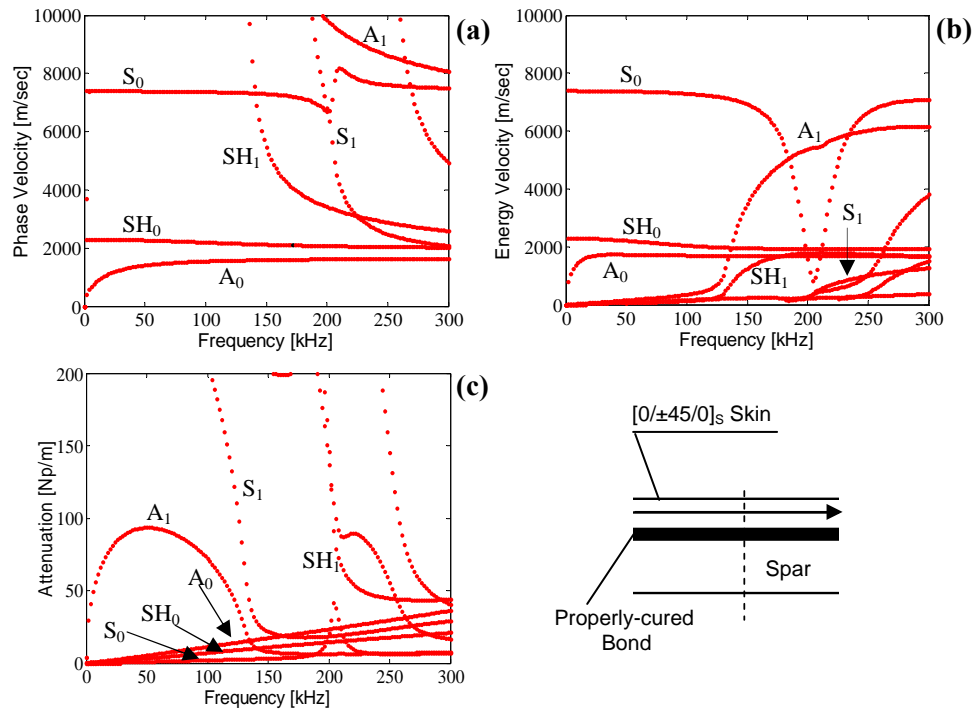 (a)
Phase Velocity [m/sec]
10000
8000
6000
4000
2000
0
0 50 100 150 200 250 300
Frequency [kHz]
S₀
A₁
S₁
SH₁
SH₀
A₀
(b)
Energy Velocity [m/sec]
10000
8000
6000
4000
2000
0
0 50 100 150 200 250 300
Frequency [kHz]
S₀
A₁
S₁
SH₀
A₀
SH₁
(c)
Attenuation [Np/m]
200
150
100
50
0
0 50 100 150 200 250 300
Frequency [kHz]
S₁
A₁
A₀
SH₁
SH₀
S₀
[0/±45/0]ₛ Skin
Spar
Properly-cured
Bond